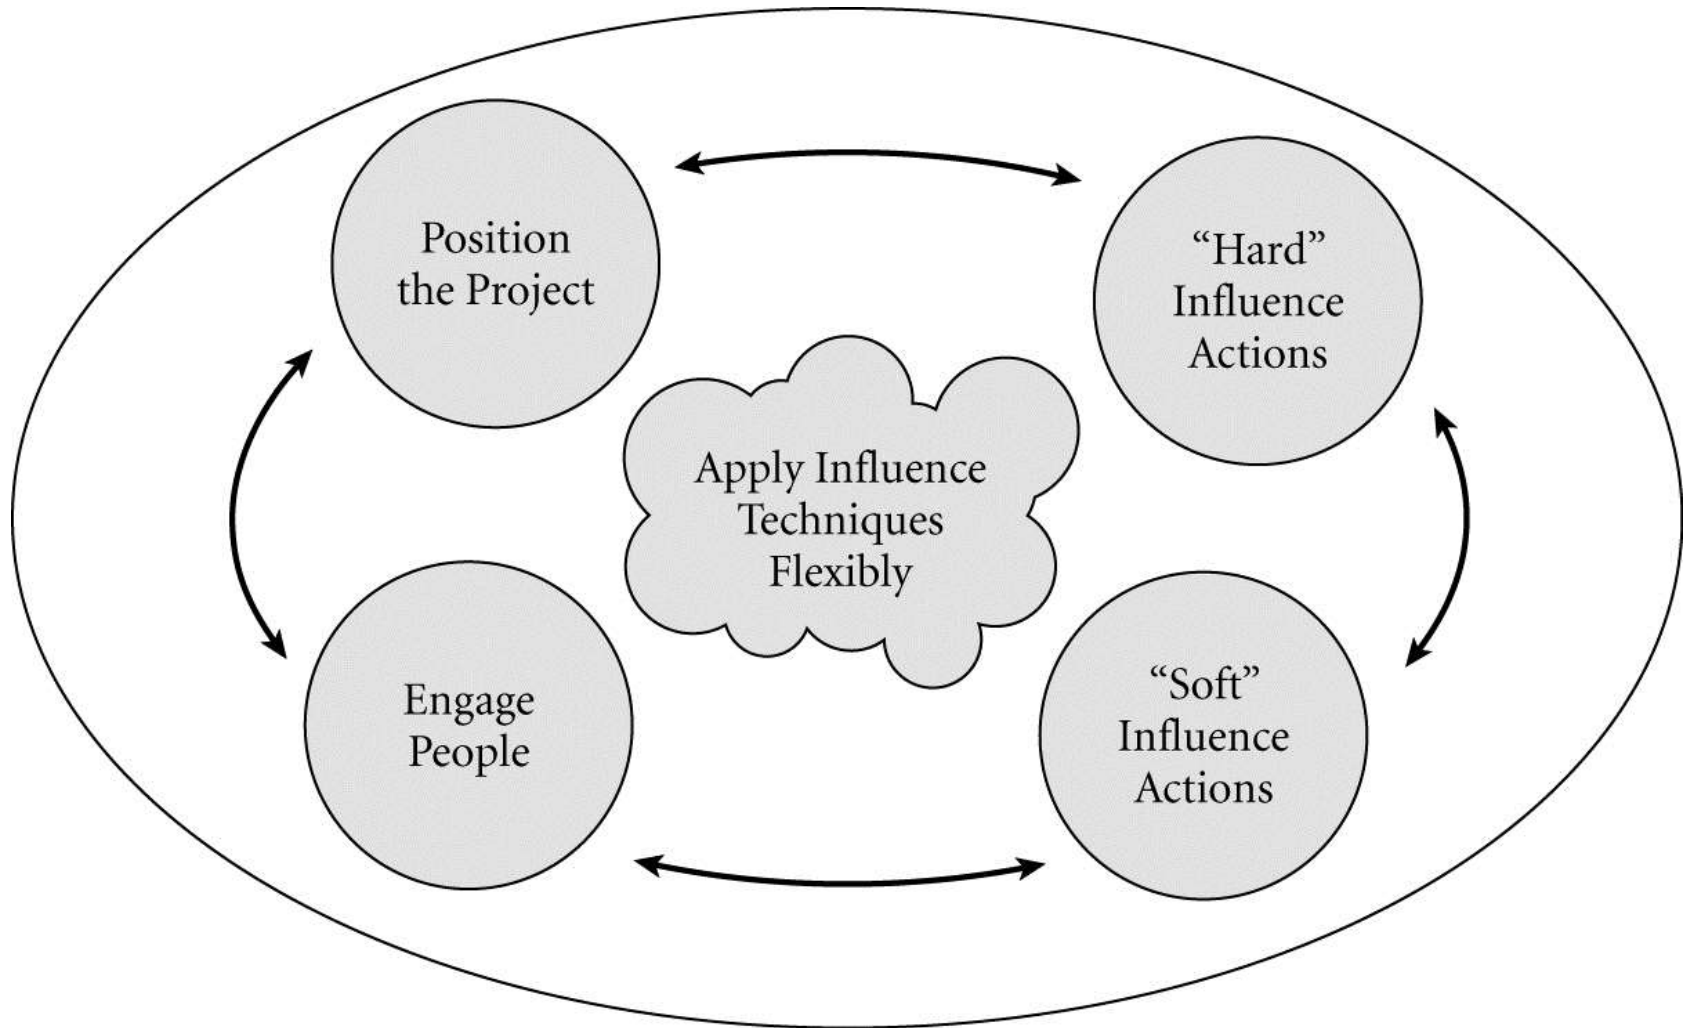 Position
the Project
“Hard”
Influence
Actions
Apply Influence
Techniques
Flexibly
Engage
People
“Soft”
Influence
Actions